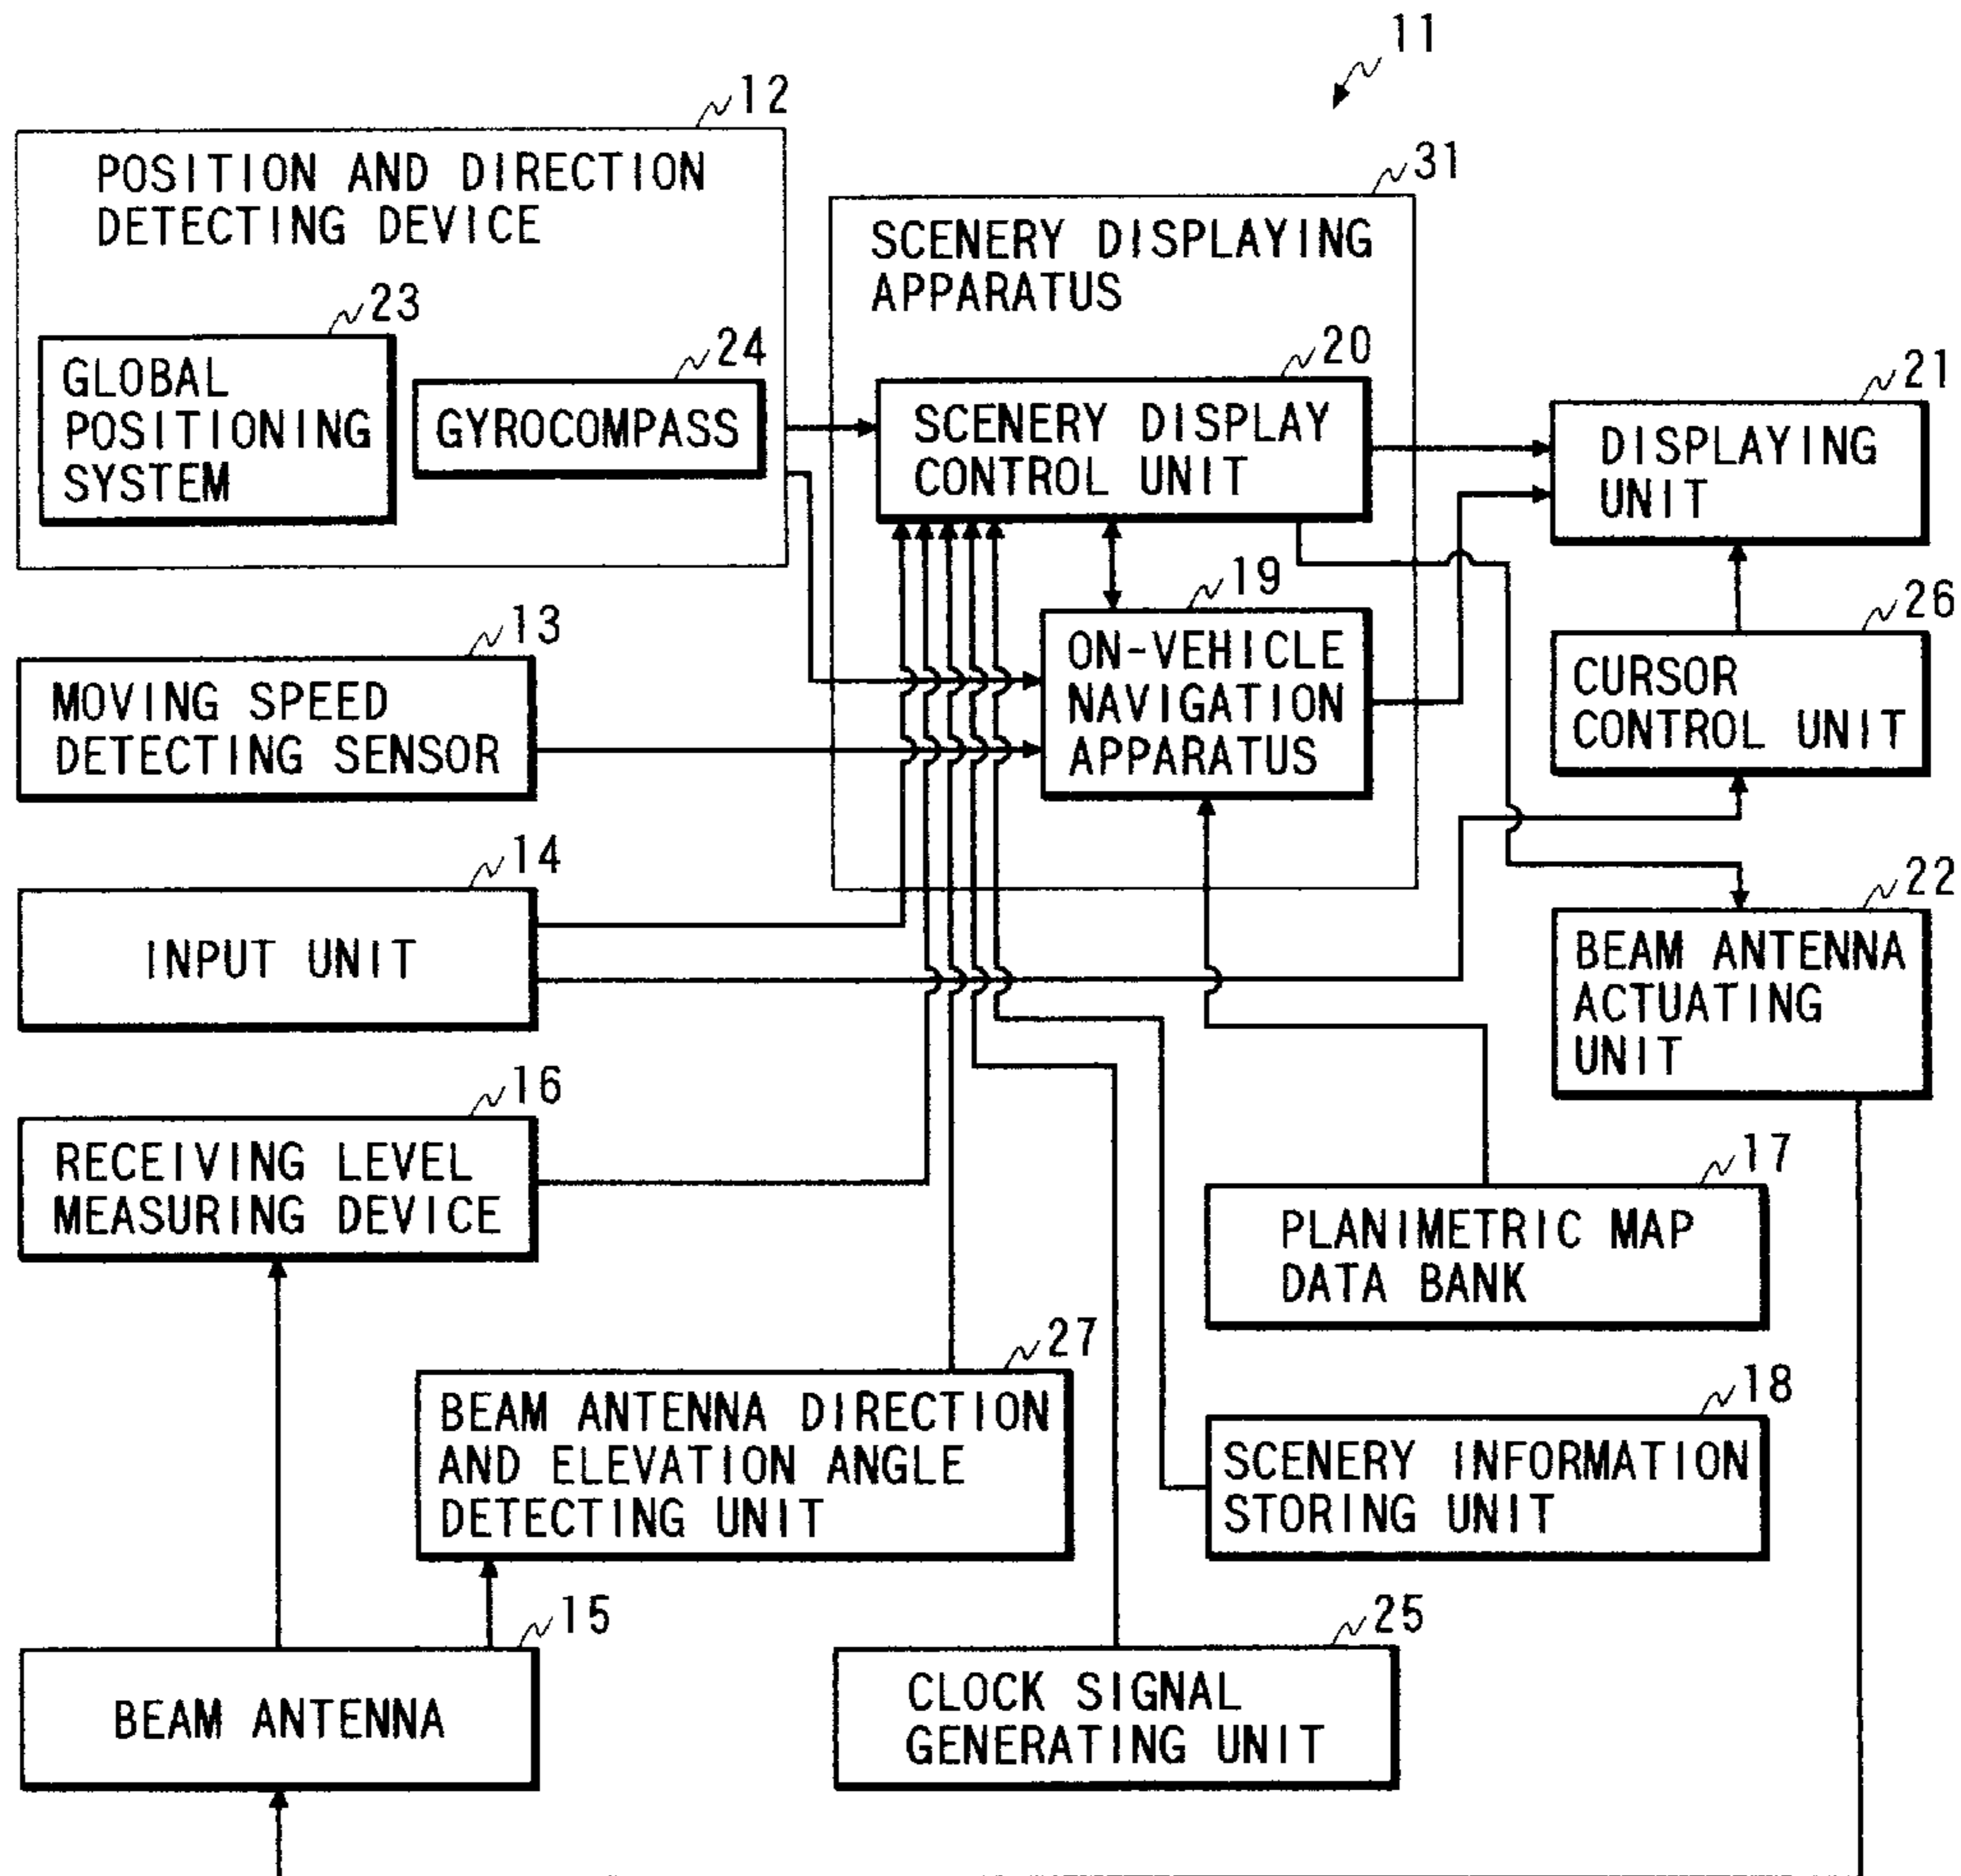 11
12
POSITION AND DIRECTION
DETECTING DEVICE
23
GLOBAL
POSITIONING
SYSTEM
24
GYROCOMPASS
31
SCENERY DISPLAYING
APPARATUS
20
SCENERY DISPLAY
CONTROL UNIT
21
DISPLAYING
UNIT
13
MOVING SPEED
DETECTING SENSOR
19
ON-VEHICLE
NAVIGATION
APPARATUS
26
CURSOR
CONTROL UNIT
14
INPUT UNIT
22
BEAM ANTENNA
ACTUATING
UNIT
16
RECEIVING LEVEL
MEASURING DEVICE
17
PLANIMETRIC MAP
DATA BANK
27
BEAM ANTENNA DIRECTION
AND ELEVATION ANGLE
DETECTING UNIT
18
SCENERY INFORMATION
STORING UNIT
15
BEAM ANTENNA
25
CLOCK SIGNAL
GENERATING UNIT